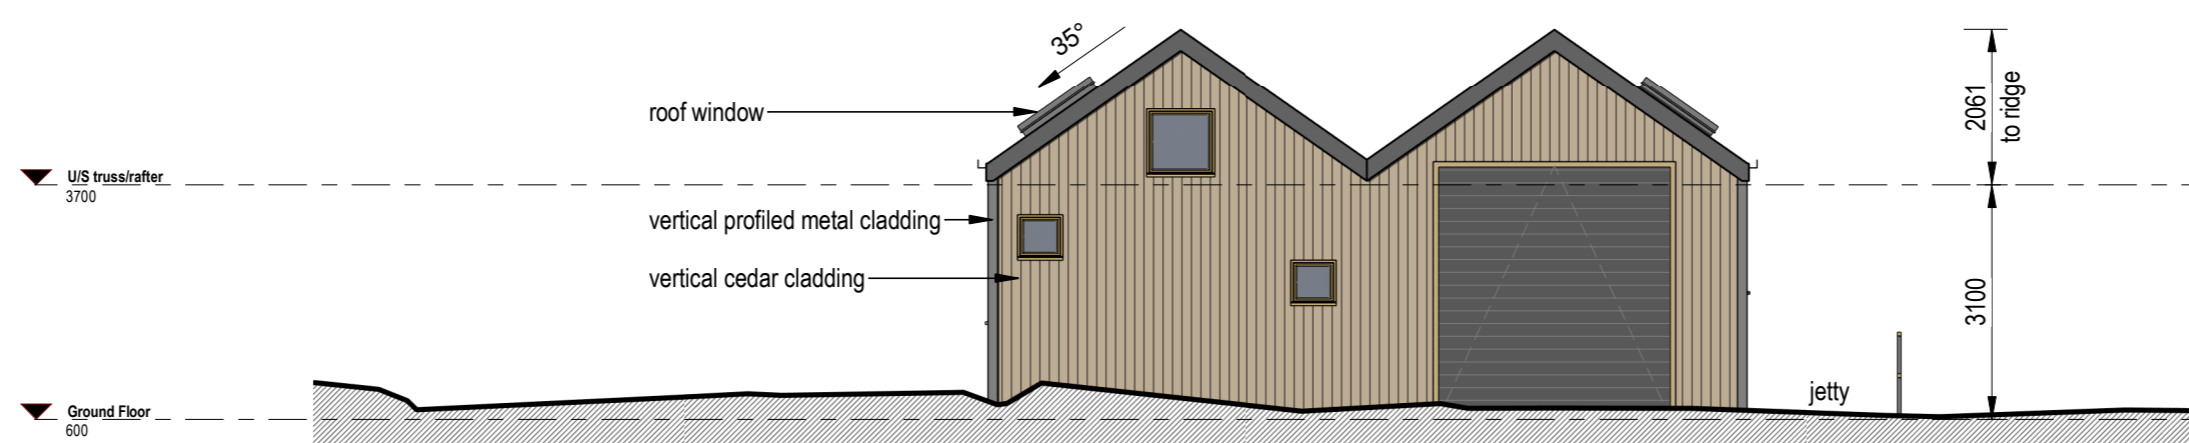 35°
roof window
2061
to ridge
U/S truss/rafter
3700
vertical profiled metal cladding
vertical cedar cladding
3100
jetty
Ground Floor
600